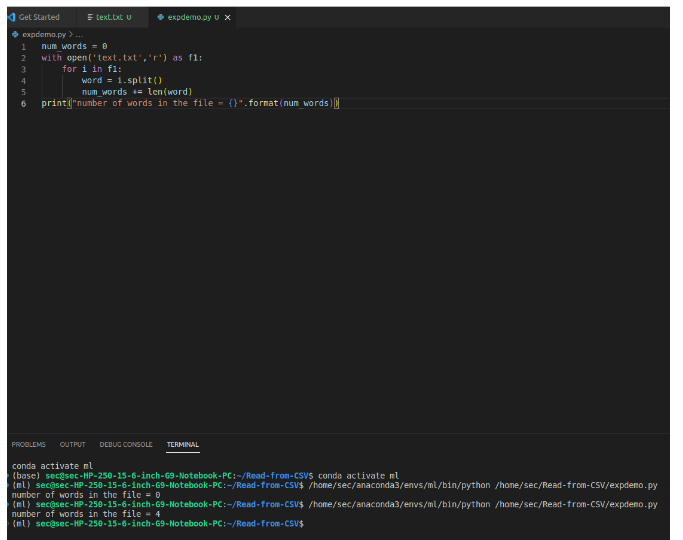 Get Started
text.txt U
expdemo.py U
expdemo.py > ...
1 num_words = 0
2 with open('text.txt','r') as f1:
3 for i in f1:
4 word = i.split()
5 num_words += len(word)
6 print("number of words in the file = {}".format(num_words))
PROBLEMS OUTPUT DEBUG CONSOLE TERMINAL
conda activate ml
(base) sec@sec-HP-250-15-6-inch-G9-Notebook-PC:~/Read-from-CSV$ conda activate ml
(ml) sec@sec-HP-250-15-6-inch-G9-Notebook-PC:~/Read-from-CSV$ /home/sec/anaconda3/envs/ml/bin/python /home/sec/Read-from-CSV/expdemo.py
number of words in the file = 0
(ml) sec@sec-HP-250-15-6-inch-G9-Notebook-PC:~/Read-from-CSV$ /home/sec/anaconda3/envs/ml/bin/python /home/sec/Read-from-CSV/expdemo.py
number of words in the file = 4
(ml) sec@sec-HP-250-15-6-inch-G9-Notebook-PC:~/Read-from-CSV$